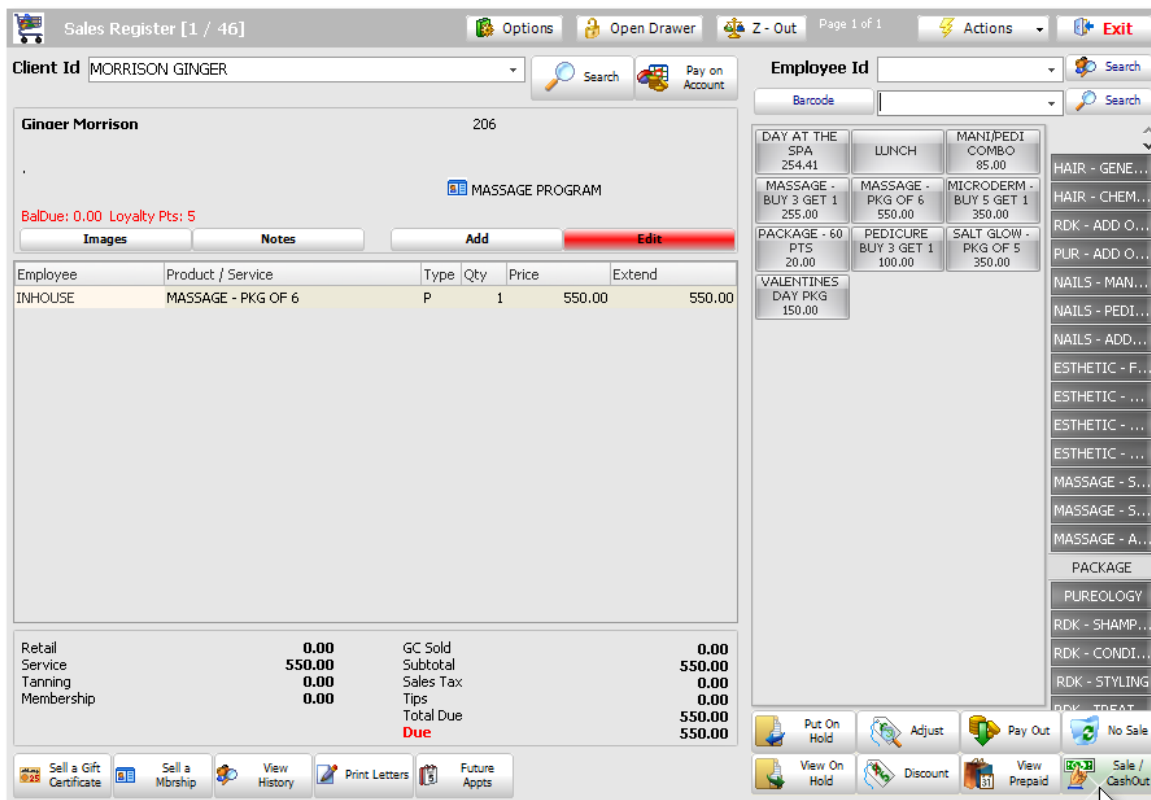 Sales Register [1 / 46]
Options
Open Drawer
Z - Out
Page 1 of 1
Actions
Exit
Client Id
MORRISON GINGER
Search
Pay on
Account
Employee Id
Search
Barcode
Search
Ginger Morrison
206
.
MASSAGE PROGRAM
BalDue: 0.00 Loyalty Pts: 5
Images
Notes
Add
Edit
Employee Product / Service Type Qty Price Extend
INHOUSE MASSAGE - PKG OF 6 P 1 550.00 550.00
DAY AT THE
SPA
254.41
LUNCH
MANI/PEDI
COMBO
85.00
MASSAGE -
BUY 3 GET 1
255.00
MASSAGE -
PKG OF 6
550.00
MICRODERM -
BUY 5 GET 1
350.00
PACKAGE - 60
PTS
20.00
PEDICURE
BUY 3 GET 1
100.00
SALT GLOW -
PKG OF 5
350.00
VALENTINES
DAY PKG
150.00
HAIR - GENE...
HAIR - CHEM...
RDK - ADD O...
PUR - ADD O...
NAILS - MAN...
NAILS - PEDI...
NAILS - ADD...
ESTHETIC - F...
ESTHETIC - ...
ESTHETIC - ...
ESTHETIC - ...
MASSAGE - S...
MASSAGE - S...
MASSAGE - A...
PACKAGE
PUREOLOGY
RDK - SHAMP...
RDK - CONDI...
RDK - STYLING
RDK - TREAT...
Retail 0.00 GC Sold 0.00
Service 550.00 Subtotal 550.00
Tanning 0.00 Sales Tax 0.00
Membership 0.00 Tips 0.00
Total Due 550.00
Due 550.00
Put On
Hold
Adjust
Pay Out
No Sale
Sell a Gift
Certificate
Sell a
Mbrship
View
History
Print Letters
Future
Appts
View On
Hold
Discount
View
Prepaid
Sale /
CashOut